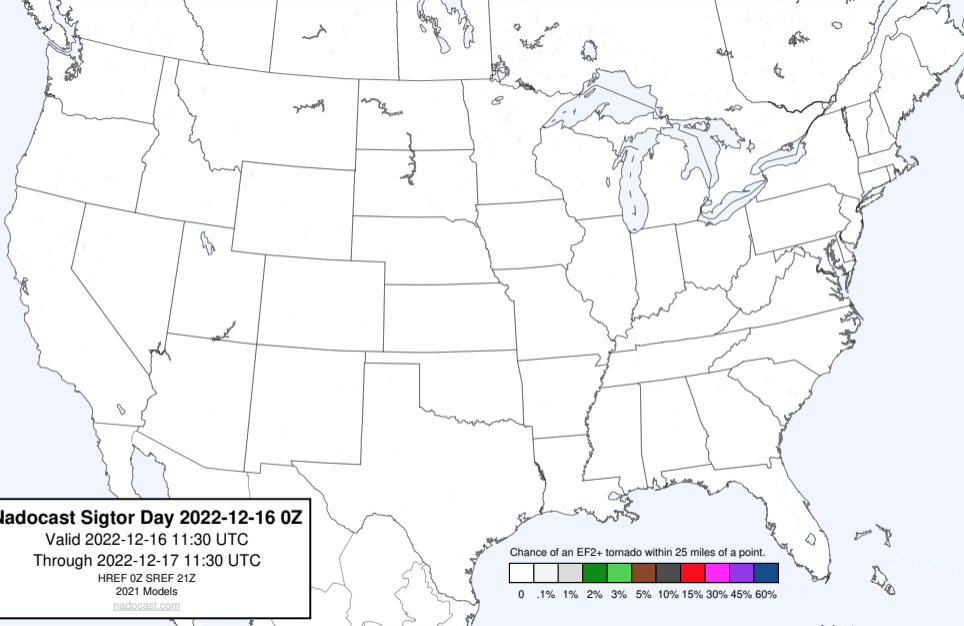 Nadocast Sigtor Day 2022-12-16 0Z
Valid 2022-12-16 11:30 UTC
Through 2022-12-17 11:30 UTC
HREF 0Z SREF 21Z
2021 Models
nadocast.com
Chance of an EF2+ tornado within 25 miles of a point.
0 .1% 1% 2% 3% 5% 10% 15% 30% 45% 60%